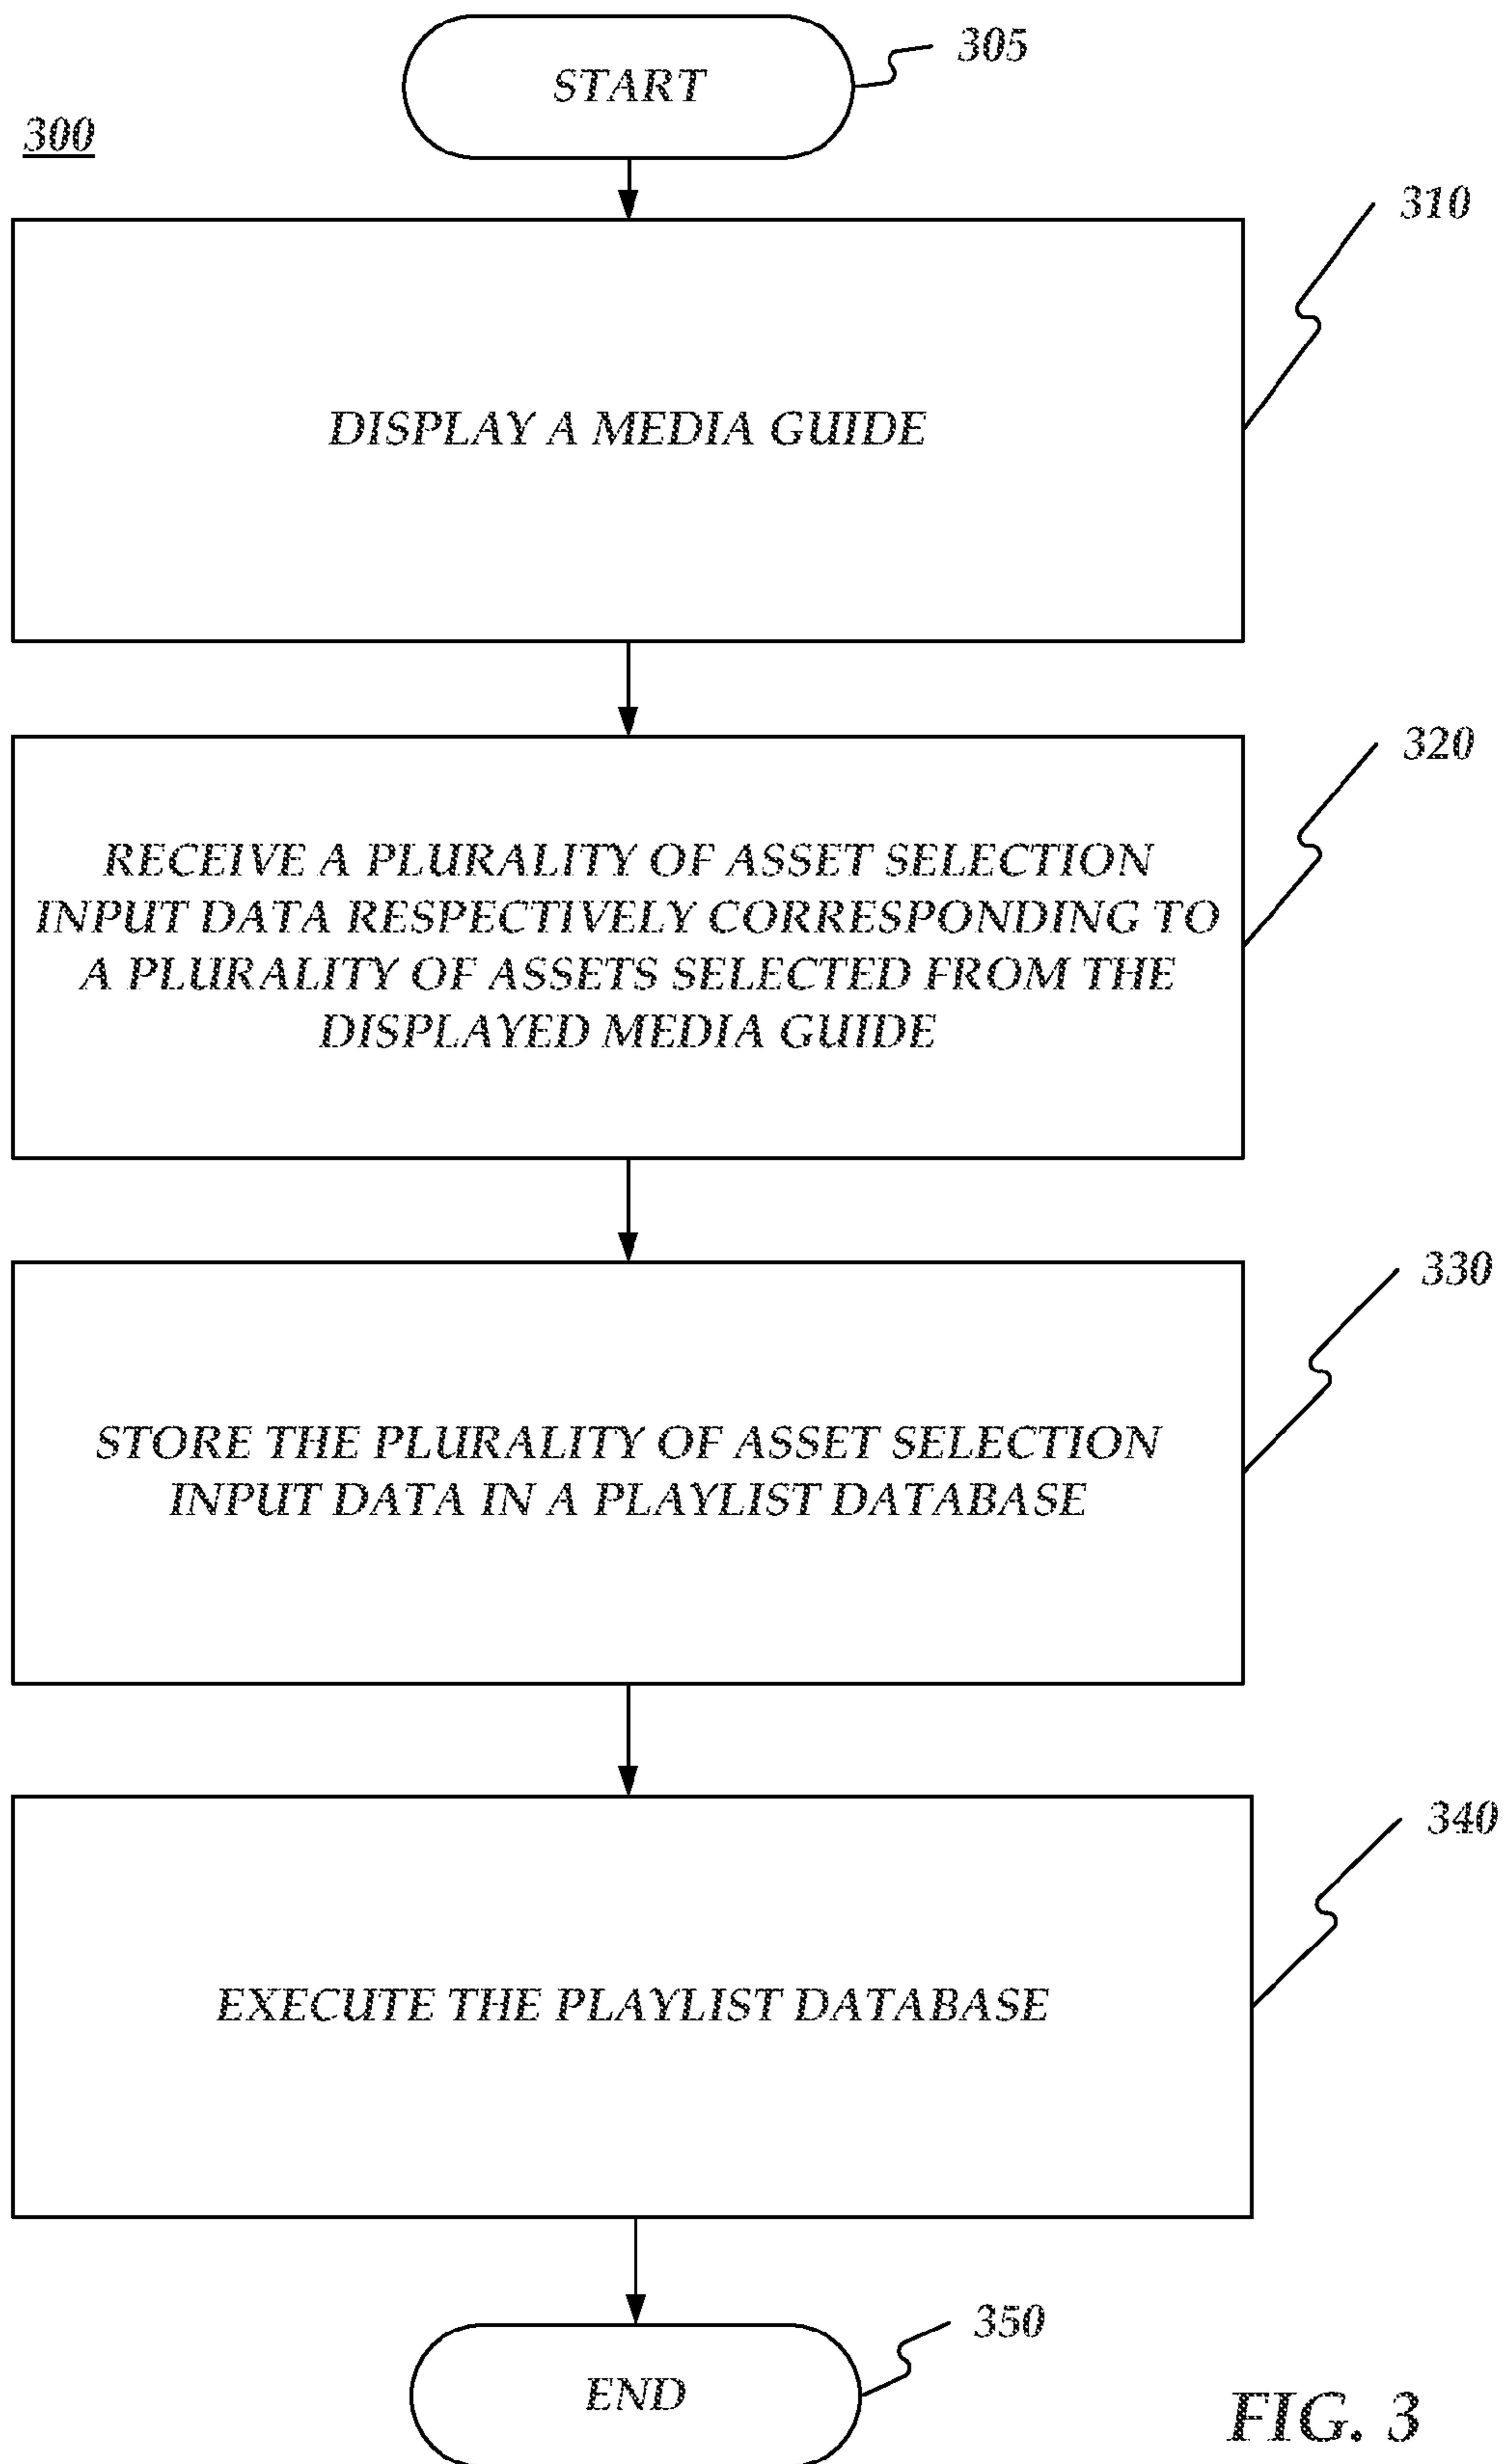 START
305
300
310
DISPLAY A MEDIA GUIDE
320
RECEIVE A PLURALITY OF ASSET SELECTION
INPUT DATA RESPECTIVELY CORRESPONDING TO
A PLURALITY OF ASSETS SELECTED FROM THE
DISPLAYED MEDIA GUIDE
330
STORE THE PLURALITY OF ASSET SELECTION
INPUT DATA IN A PLAYLIST DATABASE
340
EXECUTE THE PLAYLIST DATABASE
350
END
FIG. 3